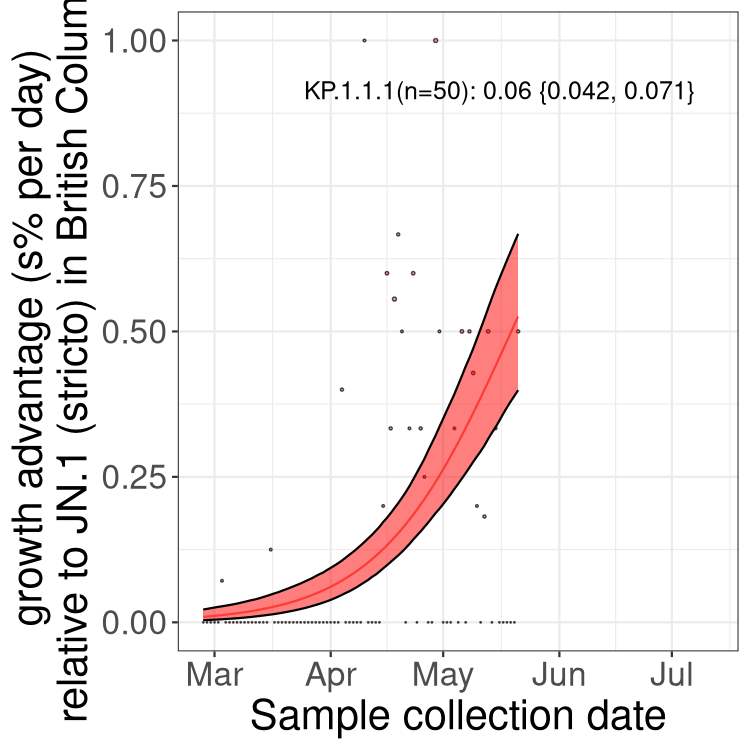 growth advantage (s% per day)
relative to JN.1 (stricto) in British Colum
1.00
0.75
0.50
0.25
0.00
KP.1.1.1(n=50): 0.06 {0.042, 0.071}
Mar Apr May Jun Jul
Sample collection date